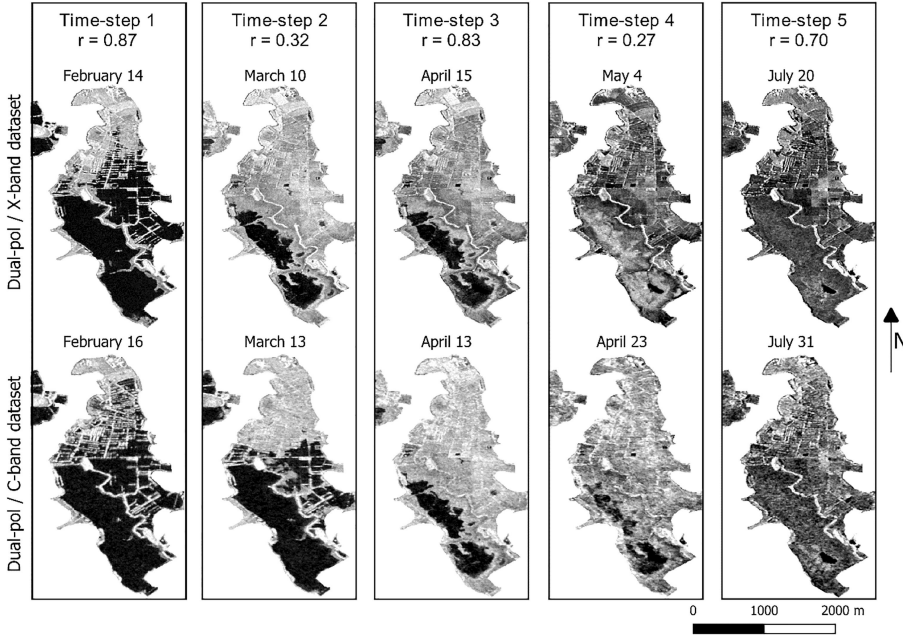 Time-step 1
r = 0.87
Time-step 2
r = 0.32
Time-step 3
r = 0.83
Time-step 4
r = 0.27
Time-step 5
r = 0.70
Dual-pol / X-band dataset
February 14
March 10
April 15
May 4
July 20
N
Dual-pol / C-band dataset
February 16
March 13
April 13
April 23
July 31
0 1000 2000 m